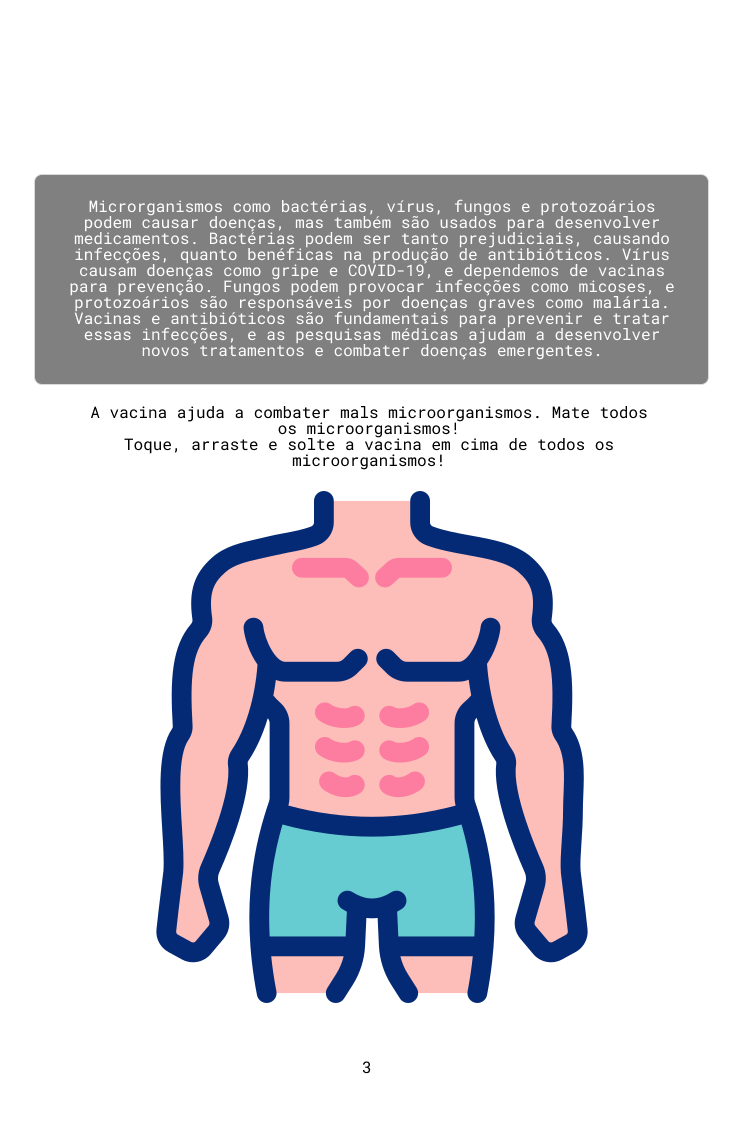 Microrganismos como bactérias, vírus, fungos e protozoários
podem causar doenças, mas também são usados para desenvolver
medicamentos. Bactérias podem ser tanto prejudiciais, causando
infecções, quanto benéficas na produção de antibióticos. Vírus
causam doenças como gripe e COVID-19, e dependemos de vacinas
para prevenção. Fungos podem provocar infecções como micoses, e
protozoários são responsáveis por doenças graves como malária.
Vacinas e antibióticos são fundamentais para prevenir e tratar
essas infecções, e as pesquisas médicas ajudam a desenvolver
novos tratamentos e combater doenças emergentes.
A vacina ajuda a combater mals microorganismos. Mate todos
os microorganismos!
Toque, arraste e solte a vacina em cima de todos os
microorganismos!
3